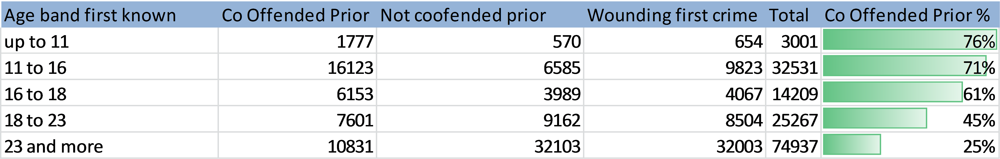 Age band first known Co Offended Prior Not coofended prior Wounding first crime Total Co Offended Prior %
up to 11 1777 570 654 3001 76%
11 to 16 16123 6585 9823 32531 71%
16 to 18 6153 3989 4067 14209 61%
18 to 23 7601 9162 8504 25267 45%
23 and more 10831 32103 32003 74937 25%